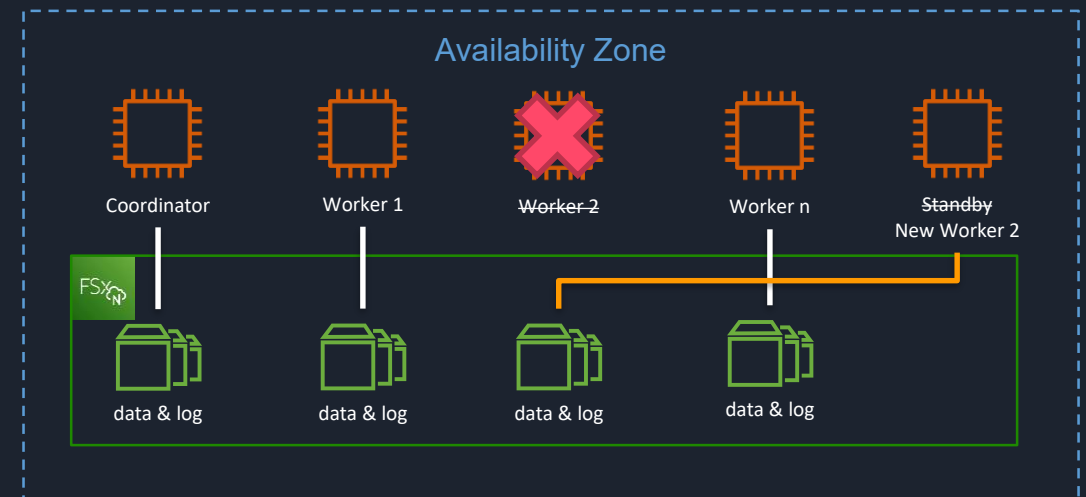 Availability Zone
Coordinator
Worker 1
Worker 2
Worker n
Standby
New Worker 2
FSx
N
data & log
data & log
data & log
data & log